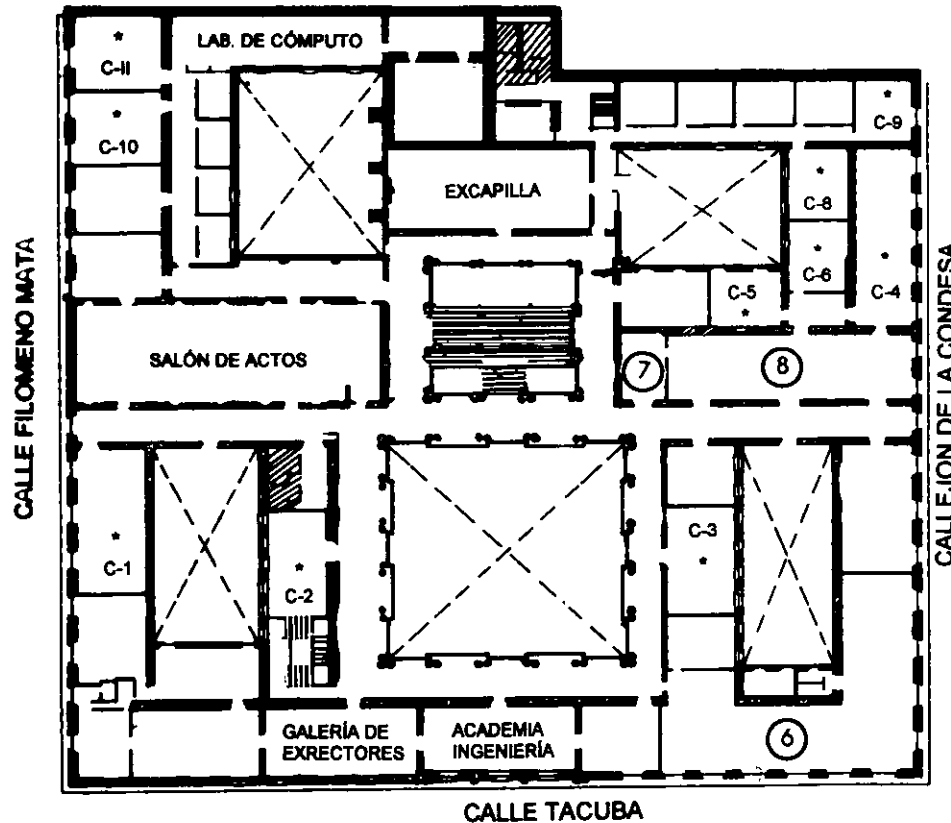 *
LAB. DE CÓMPUTO
C-11
*
C-10
*
C-9
EXCAPILLA
*
C-8
*
C-6
*
C-4
C-5
*
CALLE FILOMENO MATA
CALLEJON DE LA CONDESA
SALÓN DE ACTOS
7
8
*
C-1
*
C-2
C-3
*
GALERÍA DE
EXRECTORES
ACADEMIA
INGENIERÍA
6
CALLE TACUBA